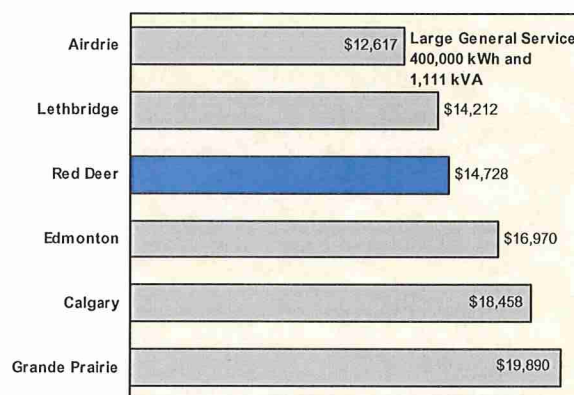 Airdrie $12,617 Large General Service
400,000 kWh and
1,111 kVA
Lethbridge $14,212
Red Deer $14,728
Edmonton $16,970
Calgary $18,458
Grande Prairie $19,890